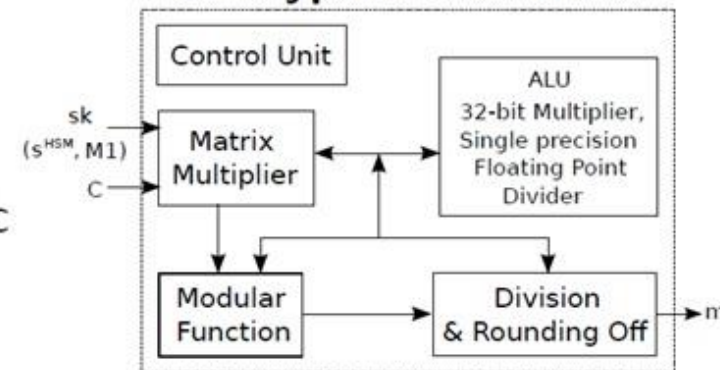 Control Unit
ALU
32-bit Multiplier,
Single precision
Floating Point
Divider
sk
(s^HSM, M1)
C
Matrix
Multiplier
Modular
Function
Division
& Rounding Off